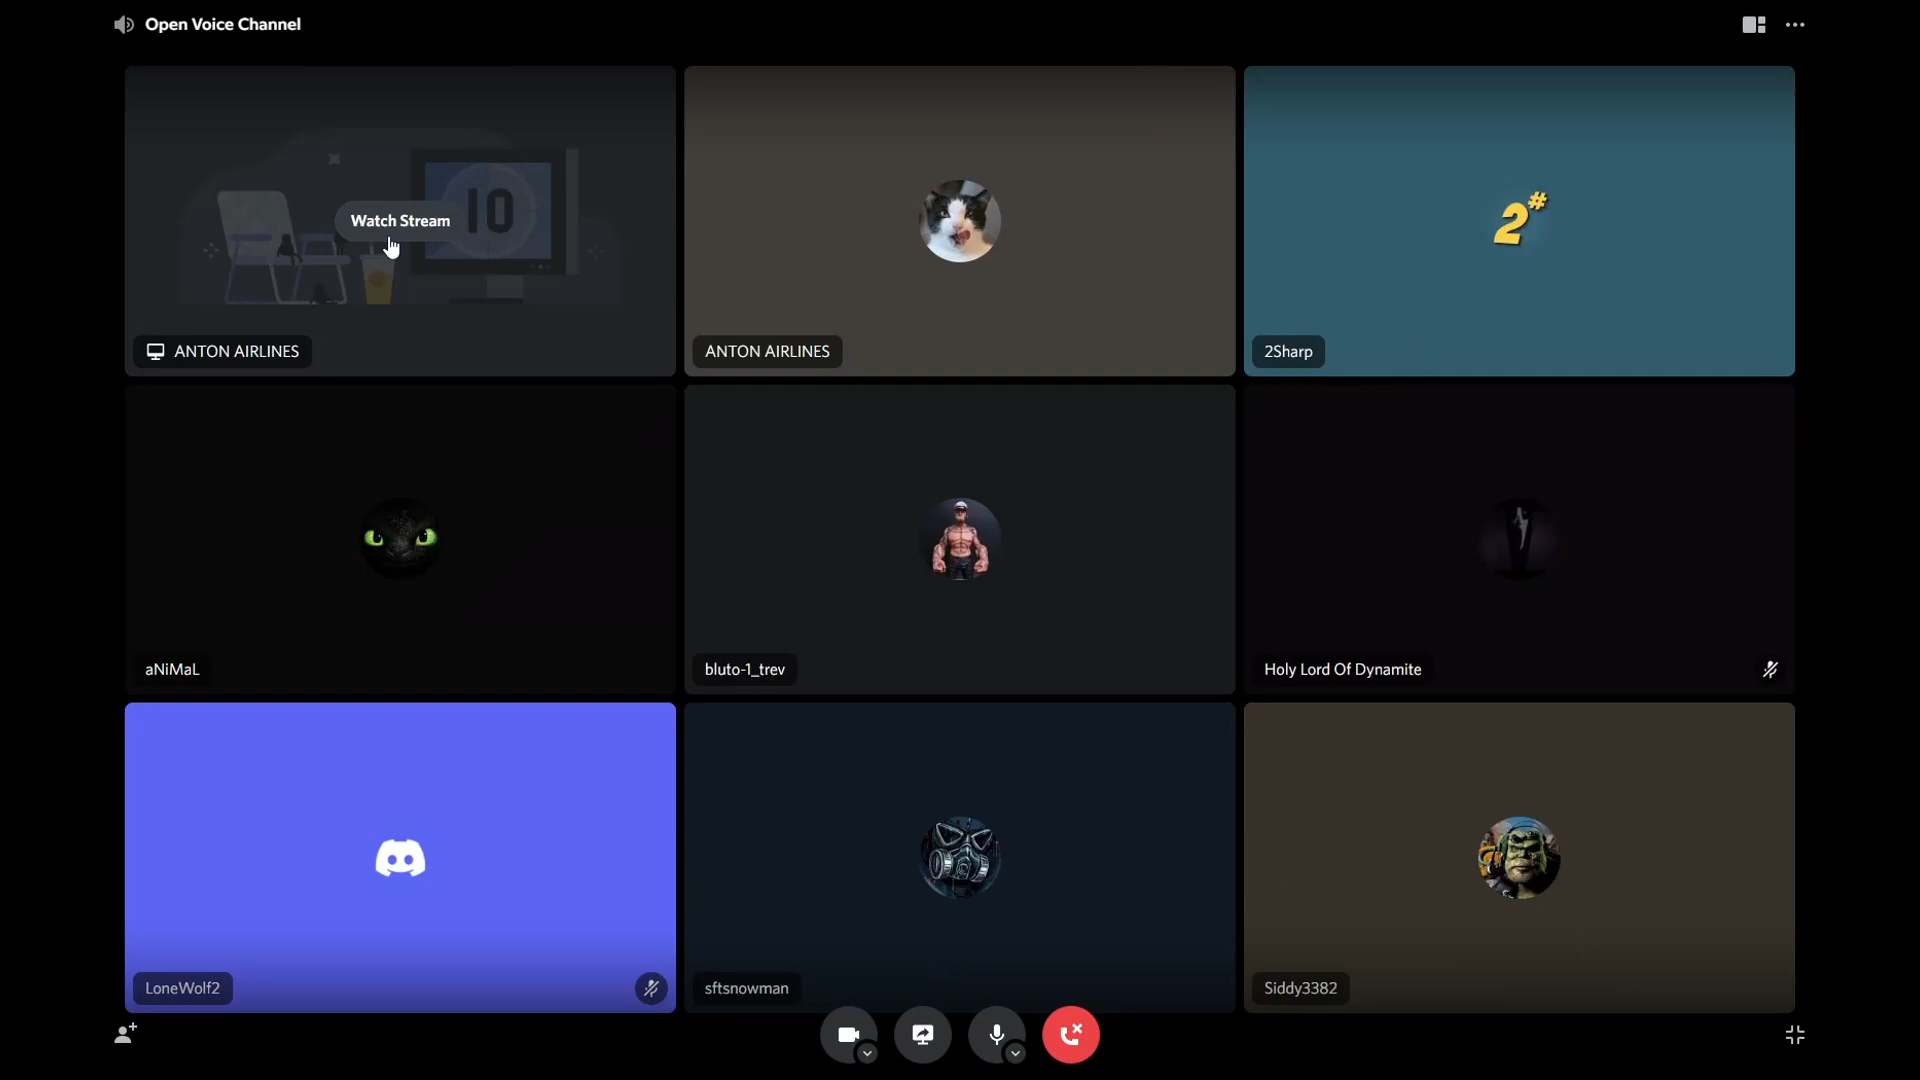 Open Voice Channel
10
Watch Stream
ANTON AIRLINES
ANTON AIRLINES
2#
2Sharp
aNiMaL
bluto-1_trev
Holy Lord Of Dynamite
LoneWolf2
sftsnowman
Siddy3382